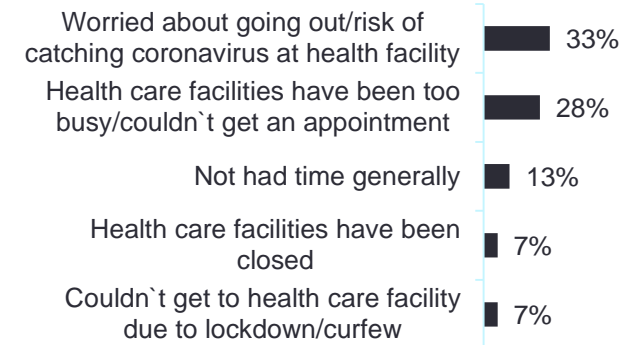 Worried about going out/risk of
catching coronavirus at health facility
33%
Health care facilities have been too
busy/couldn`t get an appointment
28%
Not had time generally
13%
Health care facilities have been
closed
7%
Couldn`t get to health care facility
due to lockdown/curfew
7%